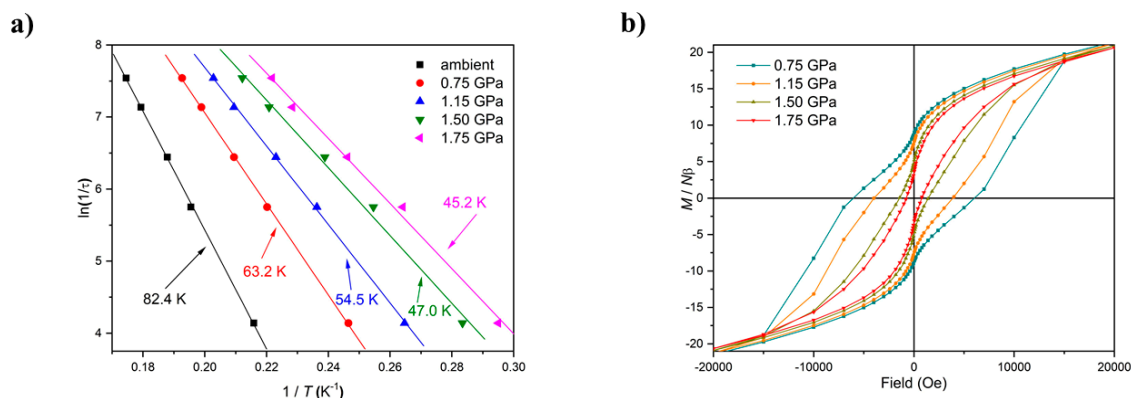 a)
8
7
6
5
4
ln(1/τ)
0.18
0.20
0.22
0.24
0.26
0.28
0.30
1 / T (K⁻¹)
ambient
0.75 GPa
1.15 GPa
1.50 GPa
1.75 GPa
82.4 K
63.2 K
54.5 K
47.0 K
45.2 K
b)
20
15
10
5
0
-5
-10
-15
-20
M / Nβ
-20000
-10000
0
10000
20000
Field (Oe)
0.75 GPa
1.15 GPa
1.50 GPa
1.75 GPa